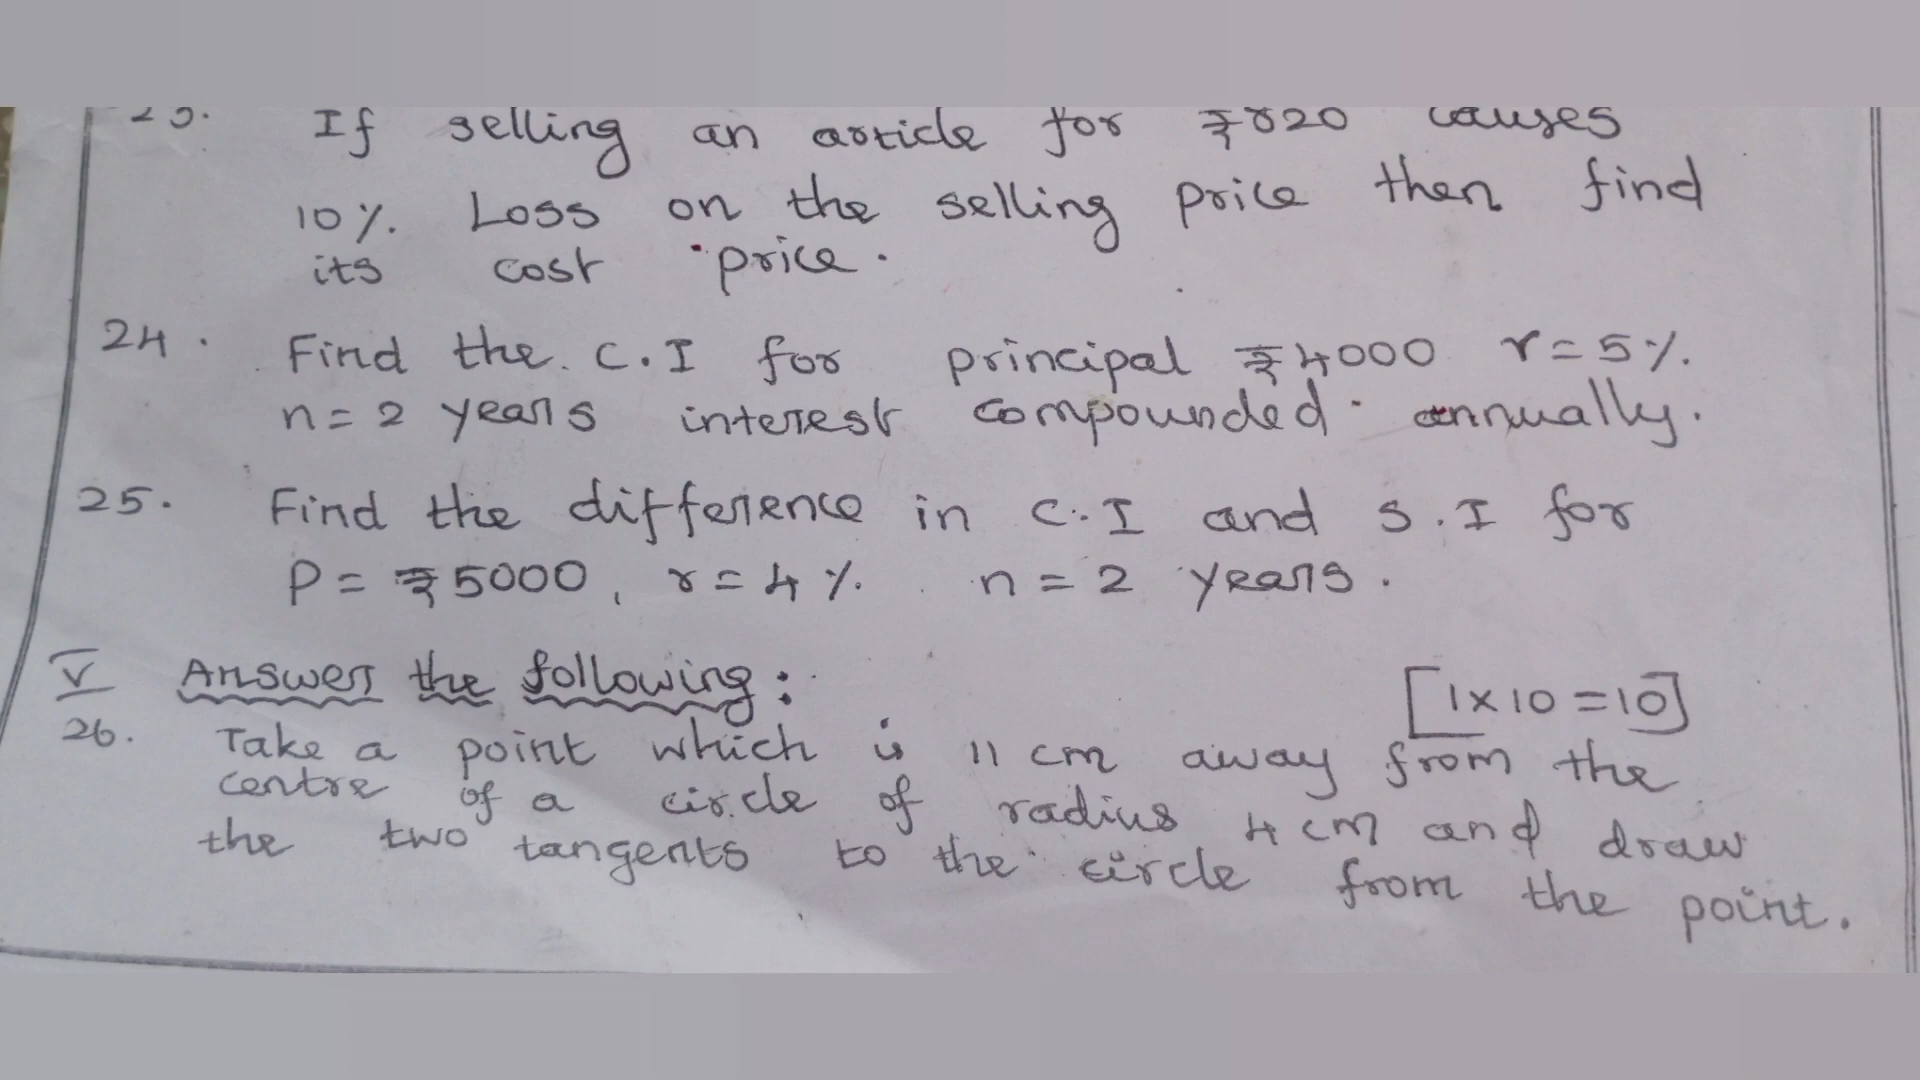 23. If selling an article for ₹820 causes
10%. Loss on the selling price then find
its cost price.
24. Find the C.I for principal ₹4000 r=5%.
n=2 years interest compounded annually.
25. Find the difference in C.I and S.I for
P=₹5000, r=4%. n=2 years.
V Answer the following: [1x10=10]
26. Take a point which is 11 cm away from the
centre of a circle of radius 4 cm and draw
the two tangents to the circle from the point.